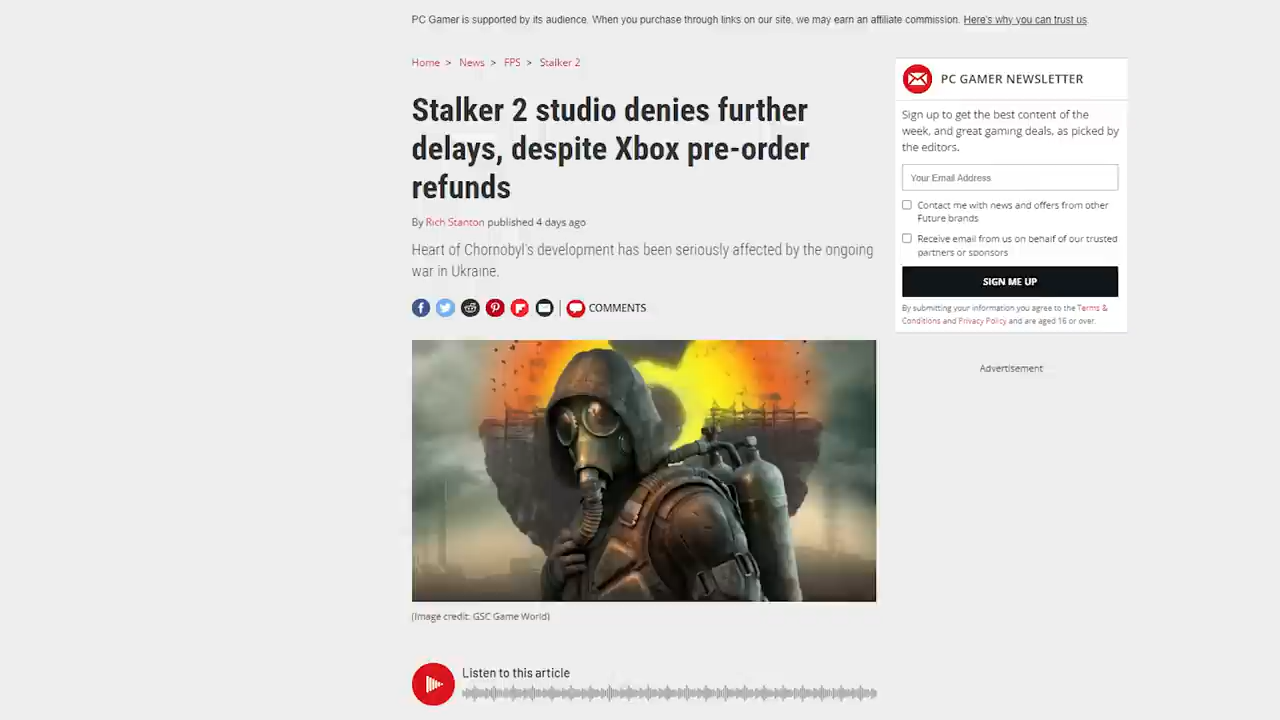 PC Gamer is supported by its audience. When you purchase through links on our site, we may earn an affiliate commission. Here's why you can trust us.
Home > News > FPS > Stalker 2
Stalker 2 studio denies further
delays, despite Xbox pre-order
refunds
By Rich Stanton published 4 days ago
Heart of Chornobyl's development has been seriously affected by the ongoing
war in Ukraine.
COMMENTS
(Image credit: GSC Game World)
Listen to this article
PC GAMER NEWSLETTER
Sign up to get the best content of the
week, and great gaming deals, as picked by
the editors.
Your Email Address
Contact me with news and offers from other
Future brands
Receive email from us on behalf of our trusted
partners or sponsors
SIGN ME UP
By submitting your information you agree to the Terms &
Conditions and Privacy Policy and are aged 16 or over.
Advertisement